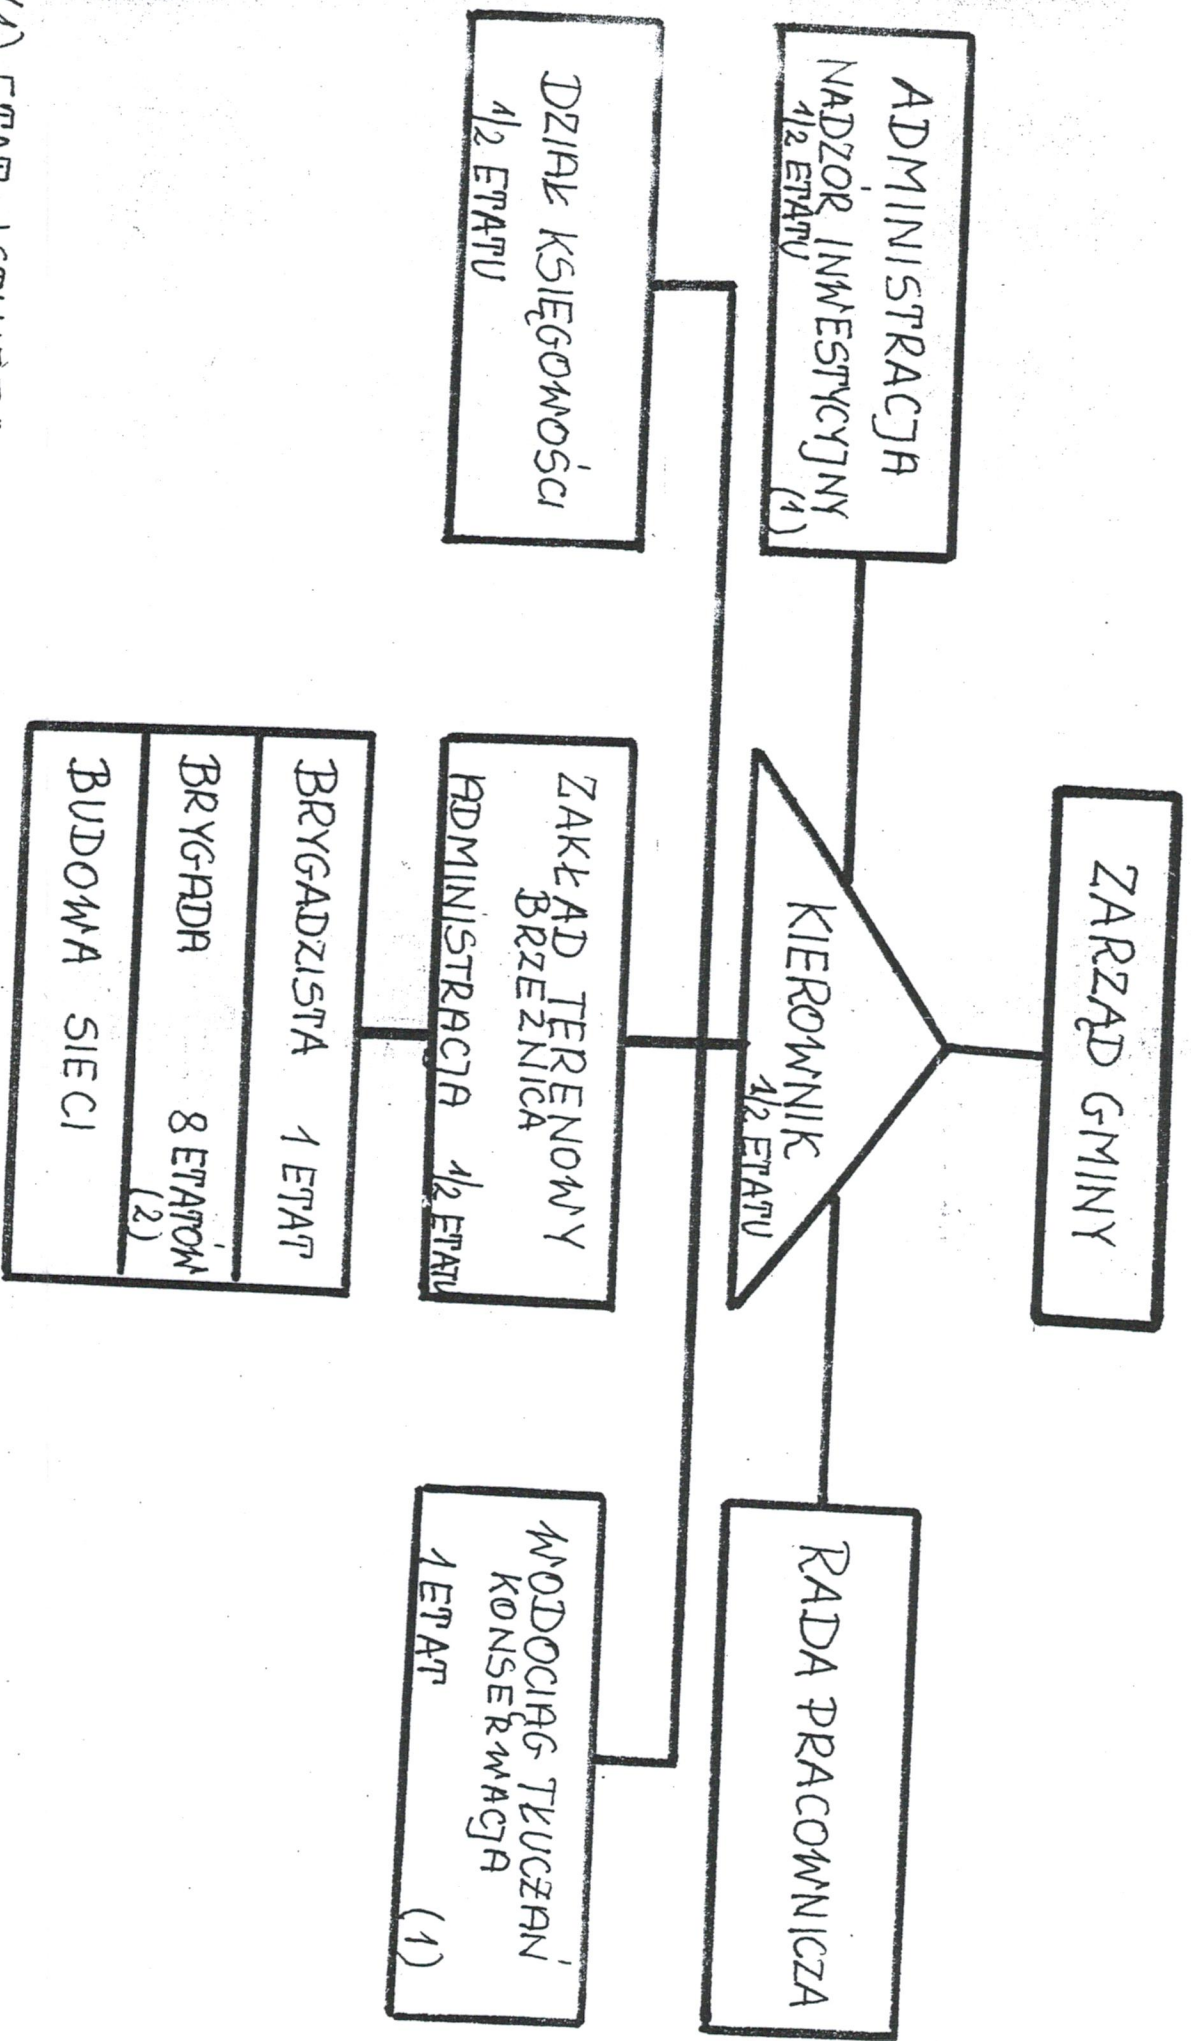 ZARZĄD GMINY
ADMINISTRACJA
NADZÓR INWESTYCYJNY
1/2 ETATU (1)
KIEROWNIK
1/2 ETATU
RADA PRACOWNICZA
DZIAŁ KSIĘGOWOŚCI
1/2 ETATU
ZAKŁAD TERENOWY
BRZEŹNICA
ADMINISTRACJA 1/2 ETATU
WODOCIĄG TŁUCZAŃ
KONSERWACJA
1 ETAT (1)
BRYGADZISTA 1 ETAT
BRYGADA 8 ETATÓW
(2)
BUDOWA SIECI
(1) ETAT